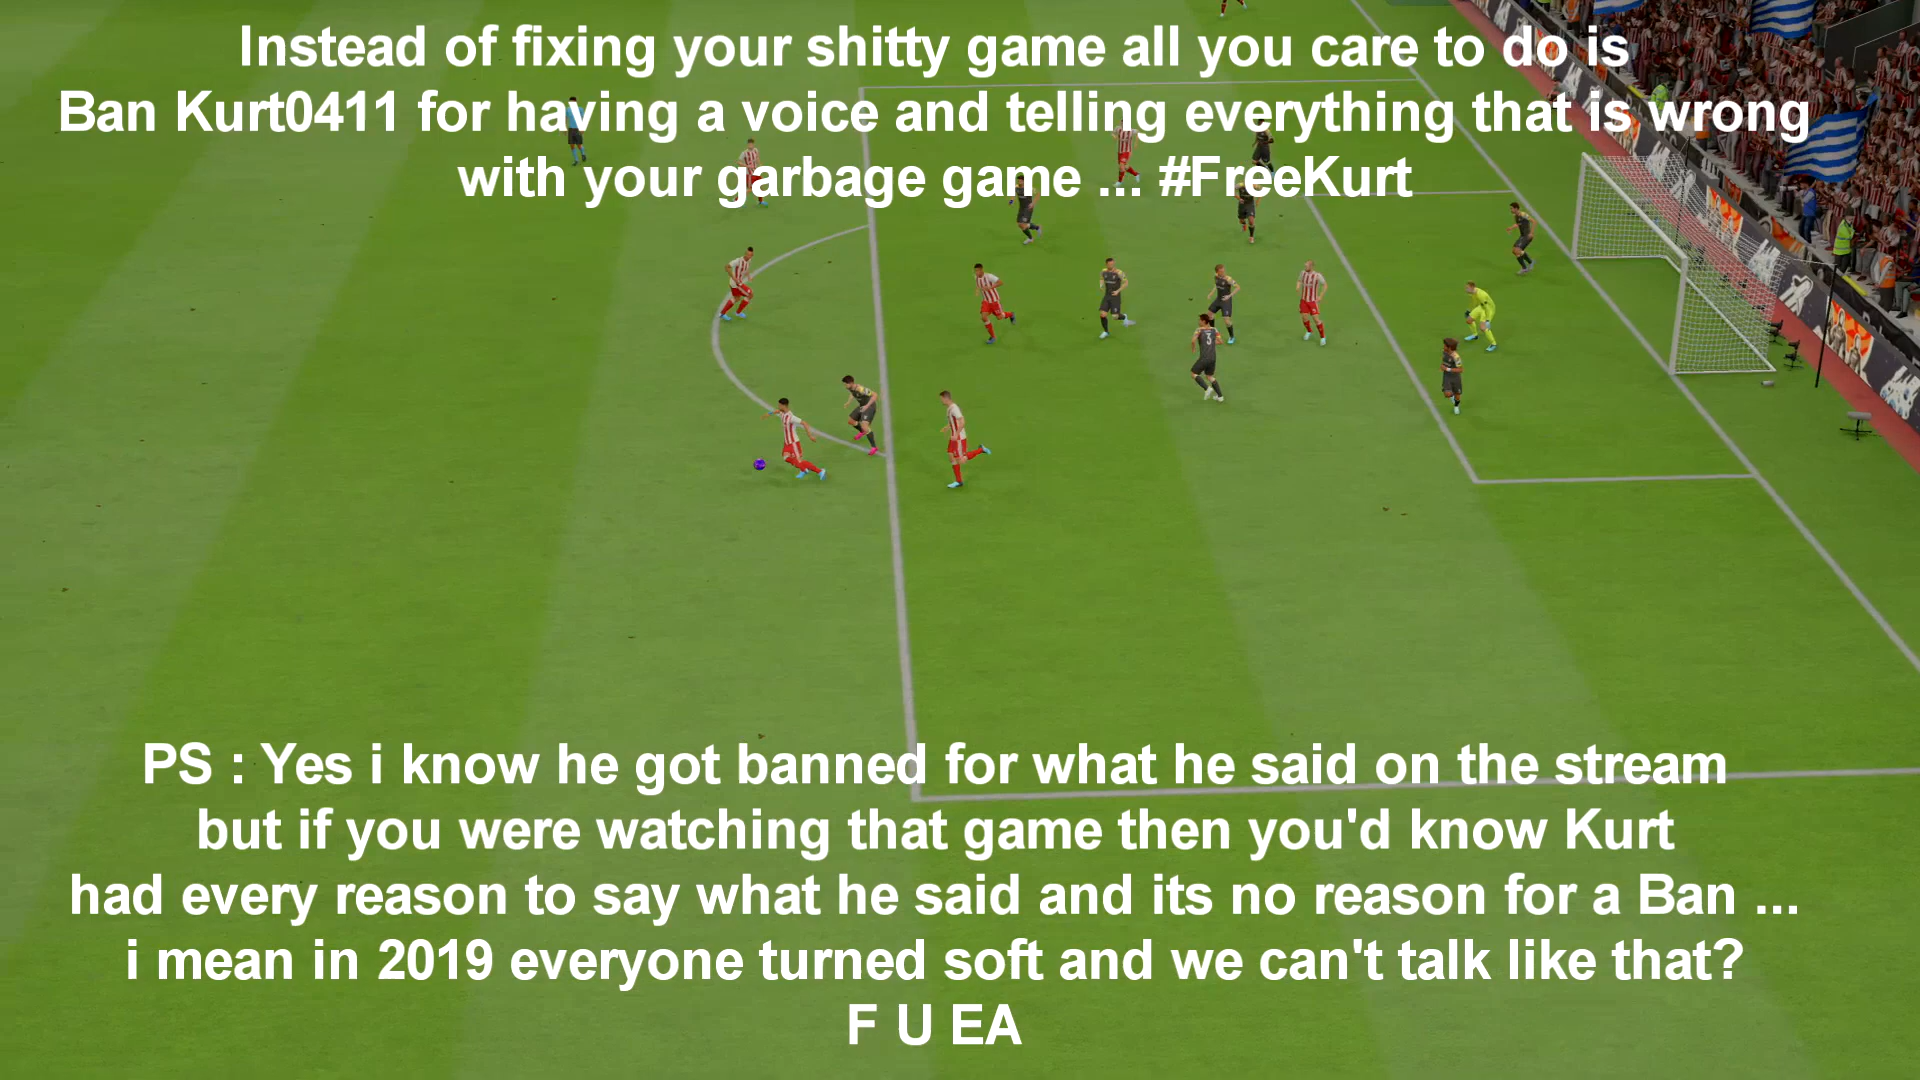 Instead of fixing your shitty game all you care to do is
Ban Kurt0411 for having a voice and telling everything that is wrong
with your garbage game ... #FreeKurt
3
PS : Yes i know he got banned for what he said on the stream
but if you were watching that game then you'd know Kurt
had every reason to say what he said and its no reason for a Ban ...
i mean in 2019 everyone turned soft and we can't talk like that?
F U EA